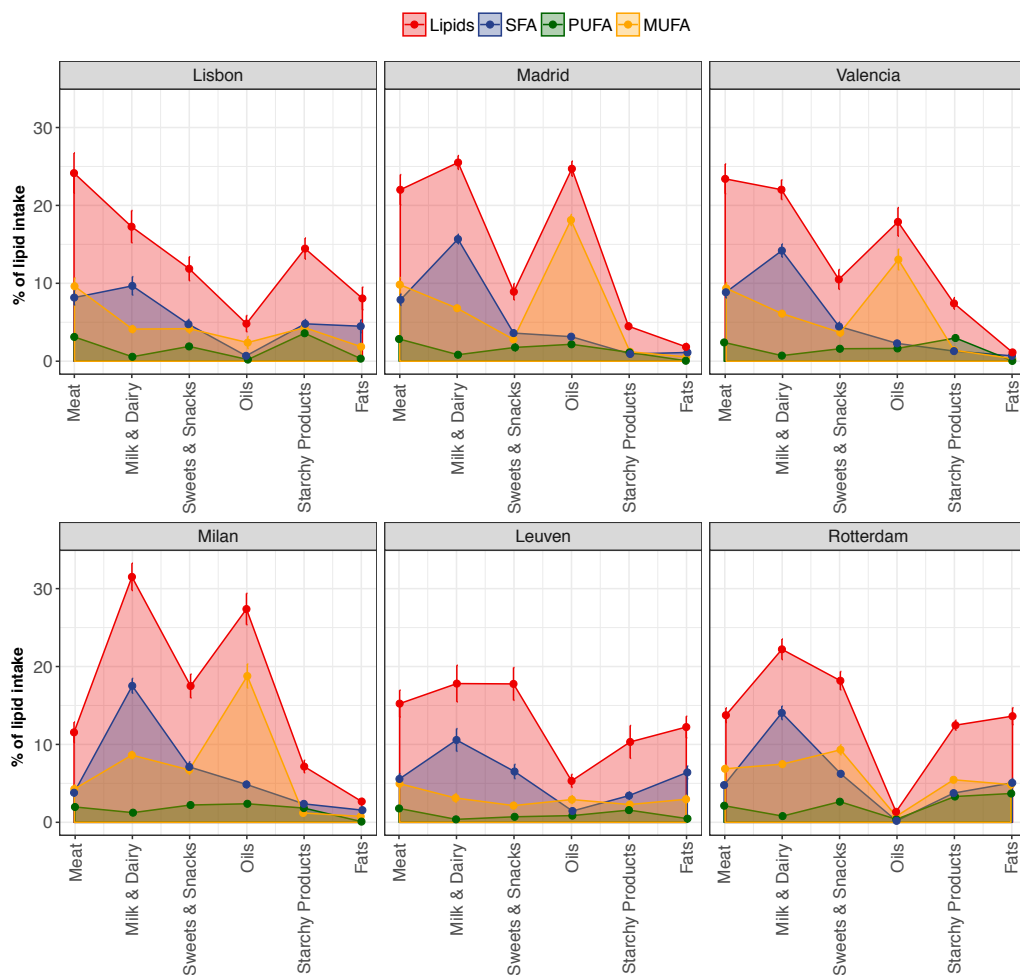 Lipids SFA PUFA MUFA
Lisbon Madrid Valencia
% of lipid intake
30
20
10
0
Meat
Milk & Dairy
Sweets & Snacks
Oils
Starchy Products
Fats
Meat
Milk & Dairy
Sweets & Snacks
Oils
Starchy Products
Fats
Meat
Milk & Dairy
Sweets & Snacks
Oils
Starchy Products
Fats
Milan Leuven Rotterdam
% of lipid intake
30
20
10
0
Meat
Milk & Dairy
Sweets & Snacks
Oils
Starchy Products
Fats
Meat
Milk & Dairy
Sweets & Snacks
Oils
Starchy Products
Fats
Meat
Milk & Dairy
Sweets & Snacks
Oils
Starchy Products
Fats